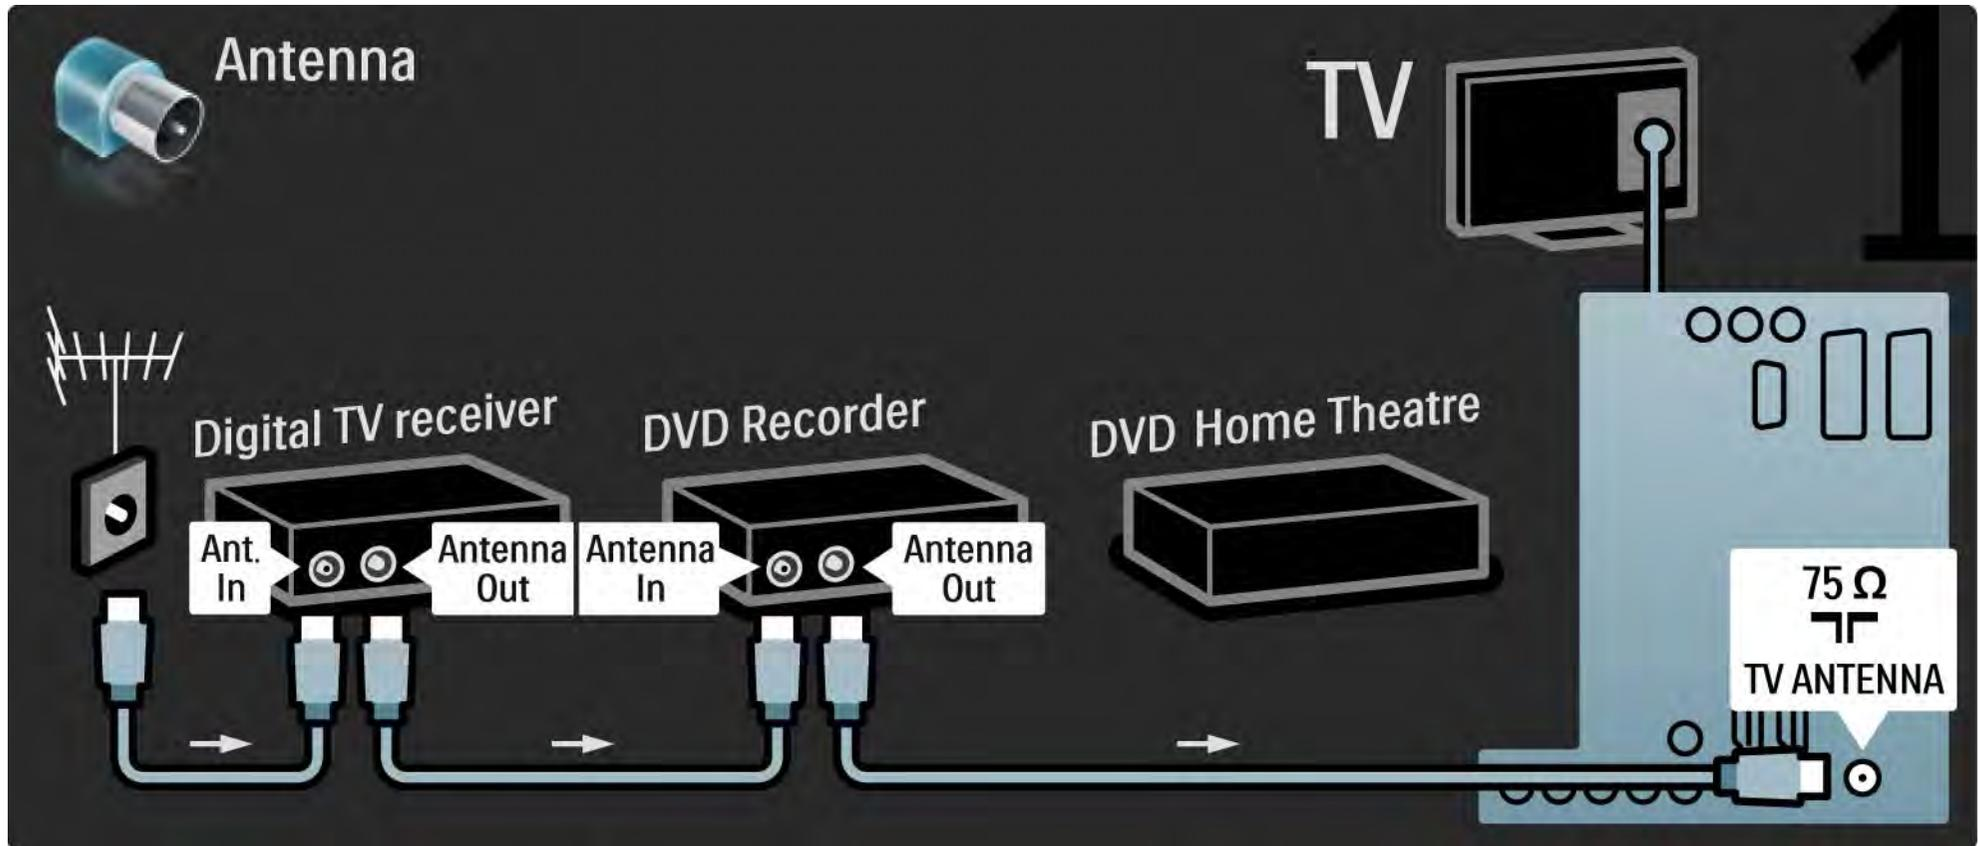 Antenna
TV
1
Digital TV receiver
DVD Recorder
DVD Home Theatre
Ant.
In
Antenna
Out
Antenna
In
Antenna
Out
75 Ω
TV ANTENNA